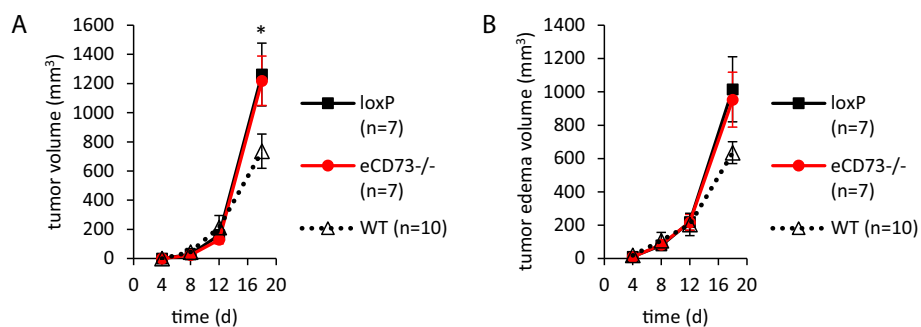 A
tumor volume (mm³)
1600
1400
1200
1000
800
600
400
200
0
0 4 8 12 16 20
time (d)
*
loxP
(n=7)
eCD73-/-
(n=7)
WT (n=10)
B
tumor edema volume (mm³)
1400
1200
1000
800
600
400
200
0
0 4 8 12 16 20
time (d)
loxP
(n=7)
eCD73-/-
(n=7)
WT (n=10)